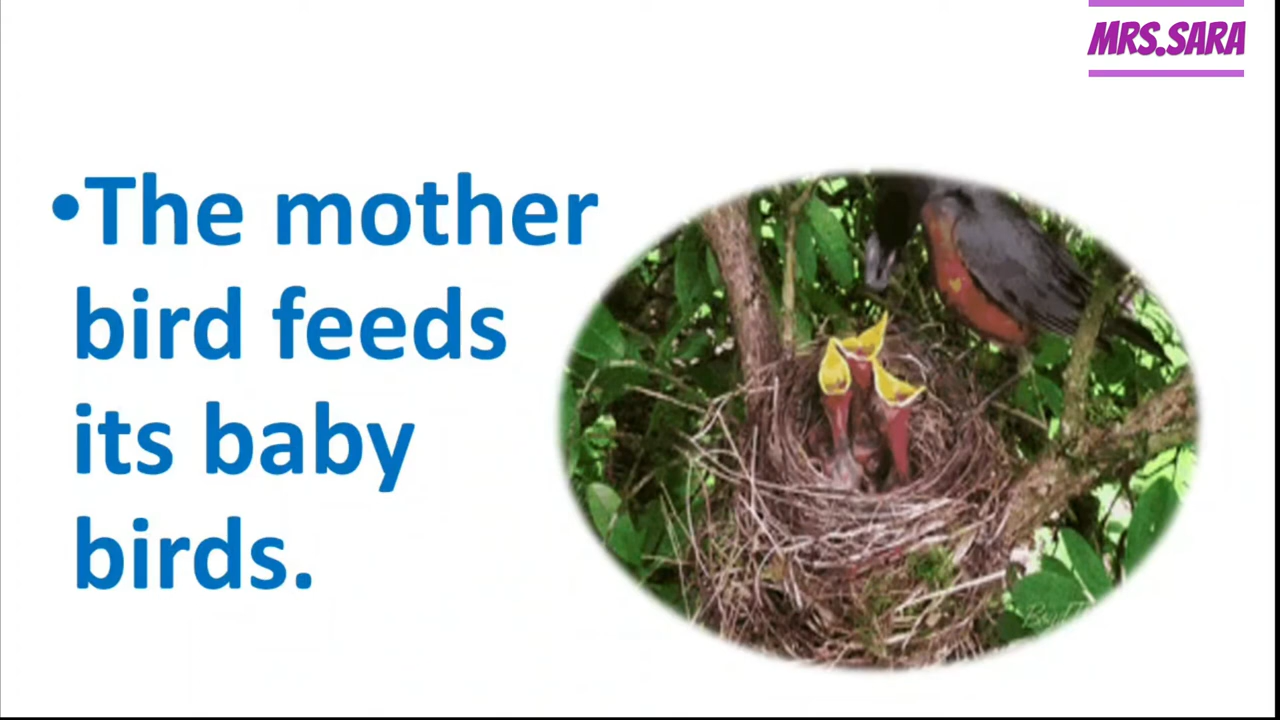 MRS.SARA
•The mother
bird feeds
its baby
birds.